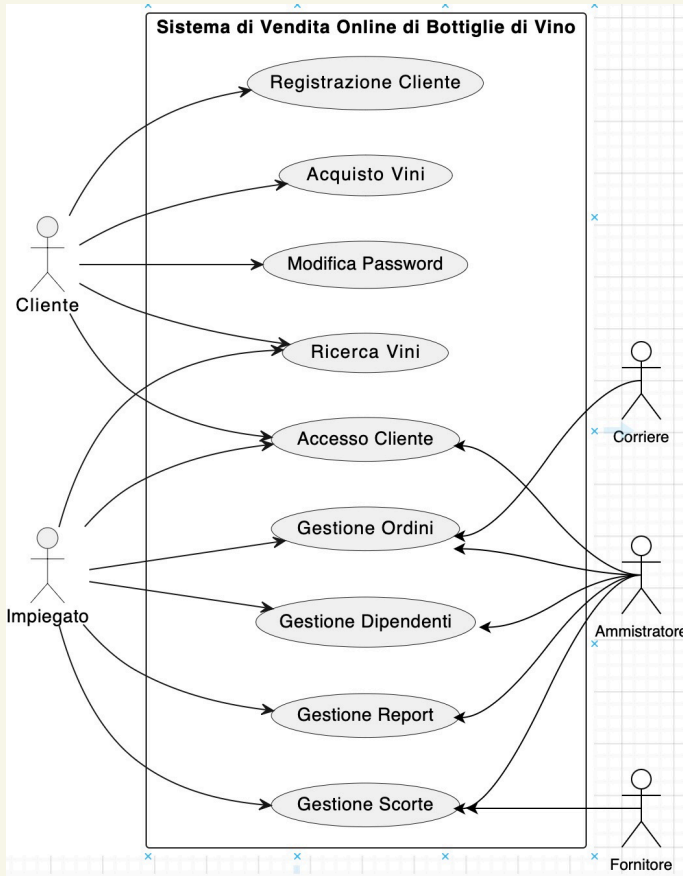 Sistema di Vendita Online di Bottiglie di Vino
Registrazione Cliente
Acquisto Vini
Modifica Password
Cliente
Ricerca Vini
Accesso Cliente
Corriere
Gestione Ordini
Impiegato
Gestione Dipendenti
Ammistratore
Gestione Report
Gestione Scorte
Fornitore